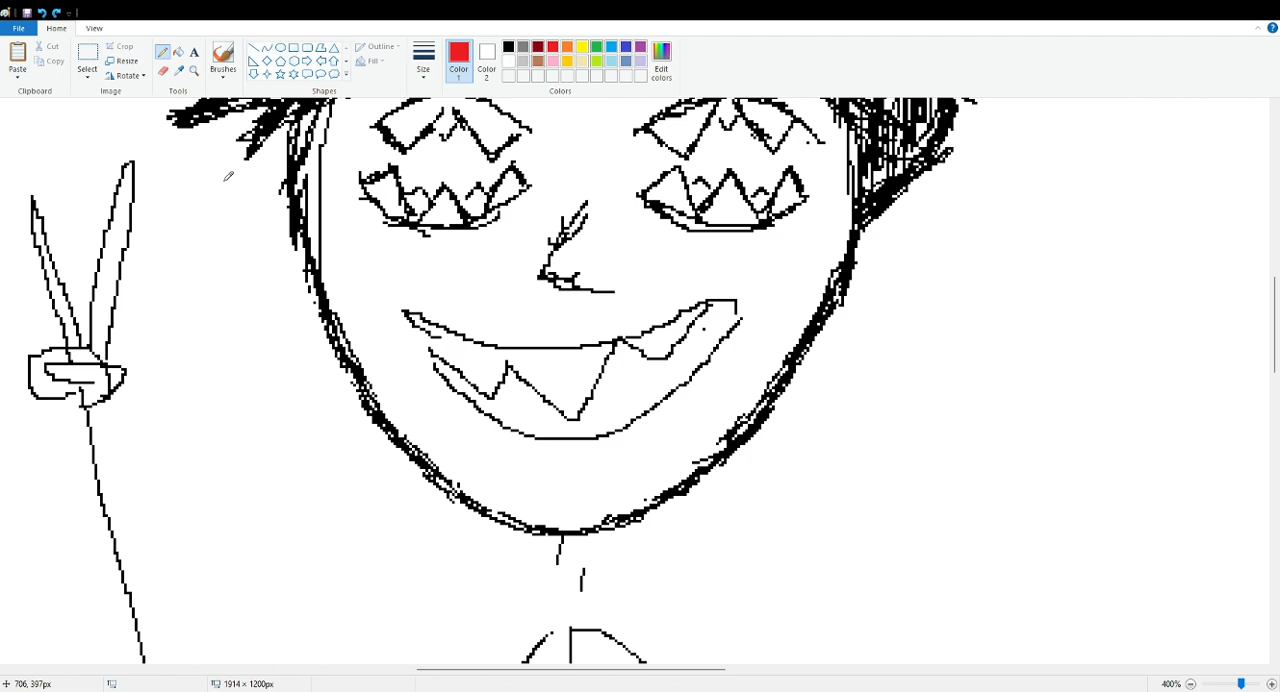 File Home View
Paste
Cut
Copy
Clipboard
Select
Crop
Resize
Rotate
Image
A
Tools
Brushes
Outline
Fill
Shapes
Size
Color 1
Color 2
Edit colors
Colors
706, 397px
1914 × 1200px
400%